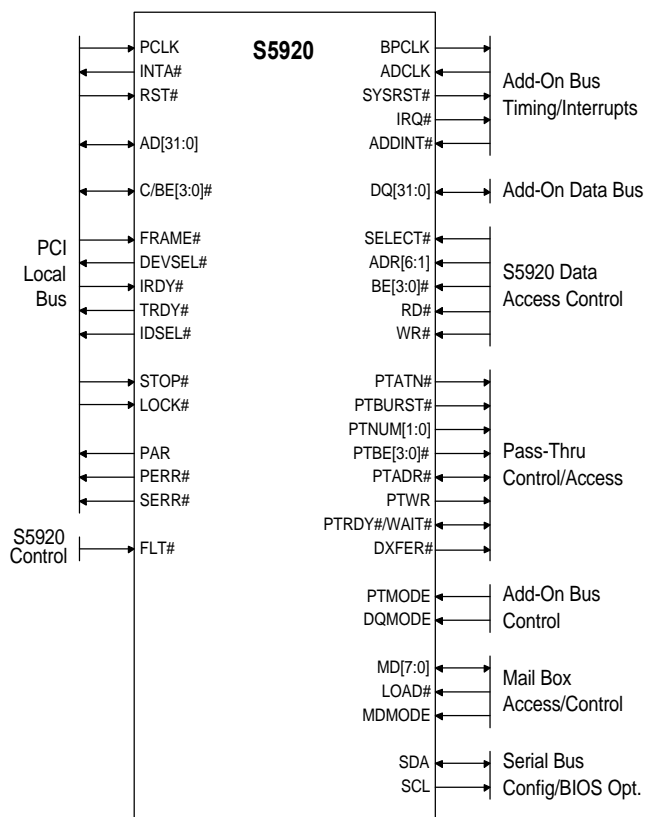 S5920
PCLK
INTA#
RST#
AD[31:0]
C/BE[3:0]#
FRAME#
DEVSEL#
IRDY#
TRDY#
IDSEL#
STOP#
LOCK#
PAR
PERR#
SERR#
FLT#
PCI
Local
Bus
S5920
Control
BPCLK
ADCLK
SYSRST#
IRQ#
ADDINT#
Add-On Bus
Timing/Interrupts
DQ[31:0]
Add-On Data Bus
SELECT#
ADR[6:1]
BE[3:0]#
RD#
WR#
S5920 Data
Access Control
PTATN#
PTBURST#
PTNUM[1:0]
PTBE[3:0]#
PTADR#
PTWR
PTRDY#/WAIT#
DXFER#
Pass-Thru
Control/Access
PTMODE
DQMODE
Add-On Bus
Control
MD[7:0]
LOAD#
MDMODE
Mail Box
Access/Control
SDA
SCL
Serial Bus
Config/BIOS Opt.